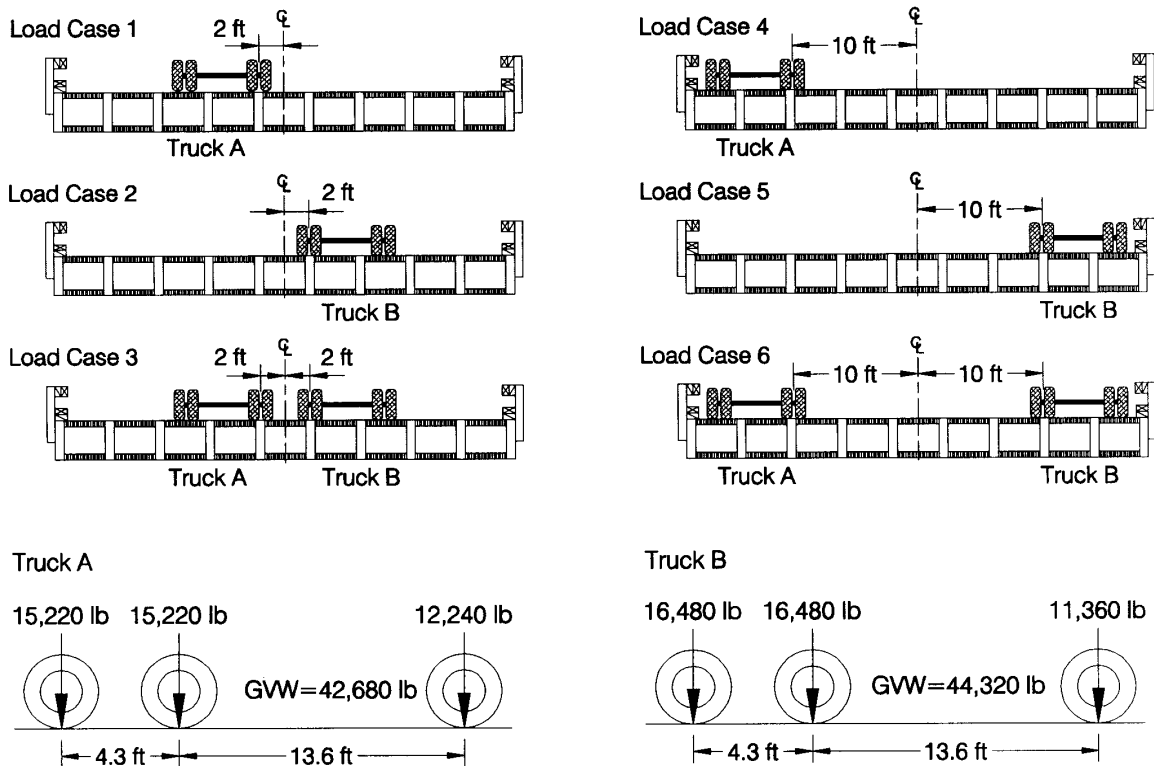 Load Case 1
℄
2 ft
Truck A
Load Case 2
℄
2 ft
Truck B
Load Case 3
℄
2 ft
2 ft
Truck A
Truck B
Load Case 4
℄
10 ft
Truck A
Load Case 5
℄
10 ft
Truck B
Load Case 6
℄
10 ft
10 ft
Truck A
Truck B
Truck A
15,220 lb
15,220 lb
12,240 lb
GVW=42,680 lb
4.3 ft
13.6 ft
Truck B
16,480 lb
16,480 lb
11,360 lb
GVW=44,320 lb
4.3 ft
13.6 ft